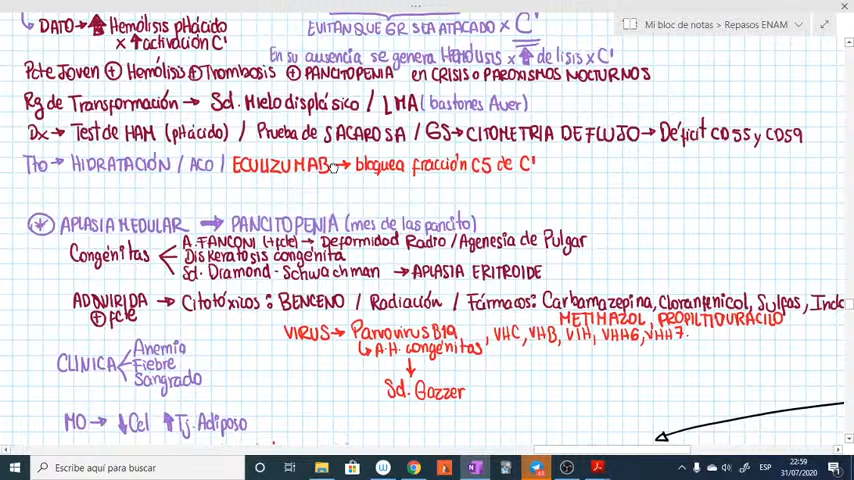 Mi bloc de notas > Repasos ENAM
DATO → ⬆ Hemólisis pHácido
x ↑ activación C'
EVITAN QUE GR SEA ATACADO x C'
En su ausencia se genera HEMÓLISIS x ⬆ de lisis x C'
Pcte Joven ⊕ Hemólisis ⊕ Trombosis ⊕ PANCITOPENIA en CRISIS o PAROXISMOS NOCTURNOS
Rg de Transformación → Sd. Mielodisplásico / LMA (bastones Auer)
Dx → Test de HAM (pHácido) / Prueba de SACAROSA / GS → CITOMETRIA DE FLUJO → Déficit CD55 y CD59
Tto → HIDRATACIÓN / ACO / ECULIZUMAB → bloquea fracción C5 de C'
APLASIA MEDULAR → PANCITOPENIA (mes de las pancito)
Congénitas
A. FANCONI (+fcte) → Deformidad Radio / Agenesia de Pulgar
Diskeratosis congénita
Sd. Diamond-Schwachman → APLASIA ERITROIDE
ADQUIRIDA ⊕ fcte → Citotóxicos: BENCENO / Radiación / Fármacos: Carbamazepina, Cloranfenicol, Sulfas, Indo
METIMAZOL, PROPILTIOURACILO
VIRUS → Parvovirus B19, VHC, VHB, VIH, VHH6, VHH7.
↳ A.H. congénitas
↓
Sd. Gazzer
CLINICA
Anemia
Fiebre
Sangrado
MO → ↓ Cel ↑ Tj. Adiposo
Escribe aquí para buscar
ESP
22:59
31/07/2020